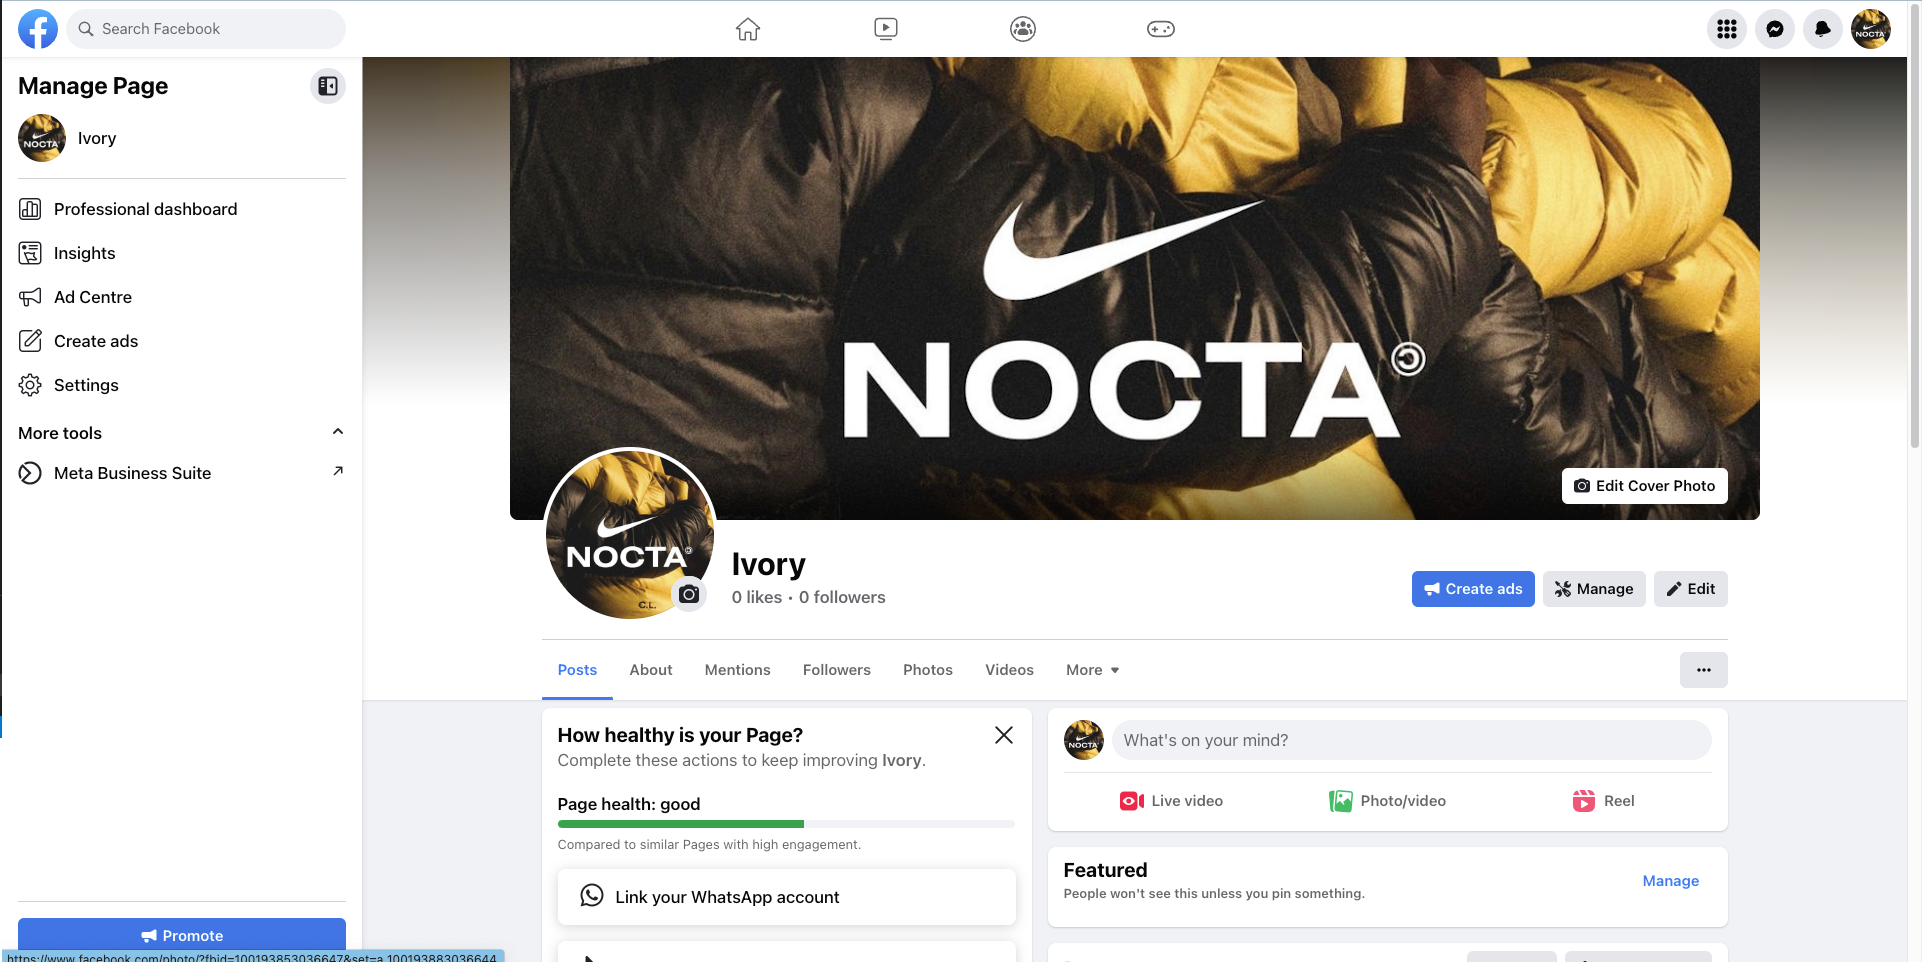 Search Facebook
NOCTA
Manage Page
NOCTA
Ivory
Professional dashboard
Insights
Ad Centre
Create ads
Settings
More tools
Meta Business Suite
Promote
https://www.facebook.com/photo/?fbid=100193853036647&set=a.100193883036644
NOCTA
Edit Cover Photo
NOCTA
C.L.
Ivory
0 likes • 0 followers
Create ads
Manage
Edit
Posts
About
Mentions
Followers
Photos
Videos
More
How healthy is your Page?
Complete these actions to keep improving Ivory.
Page health: good
Compared to similar Pages with high engagement.
Link your WhatsApp account
NOCTA
What's on your mind?
Live video
Photo/video
Reel
Featured
People won't see this unless you pin something.
Manage